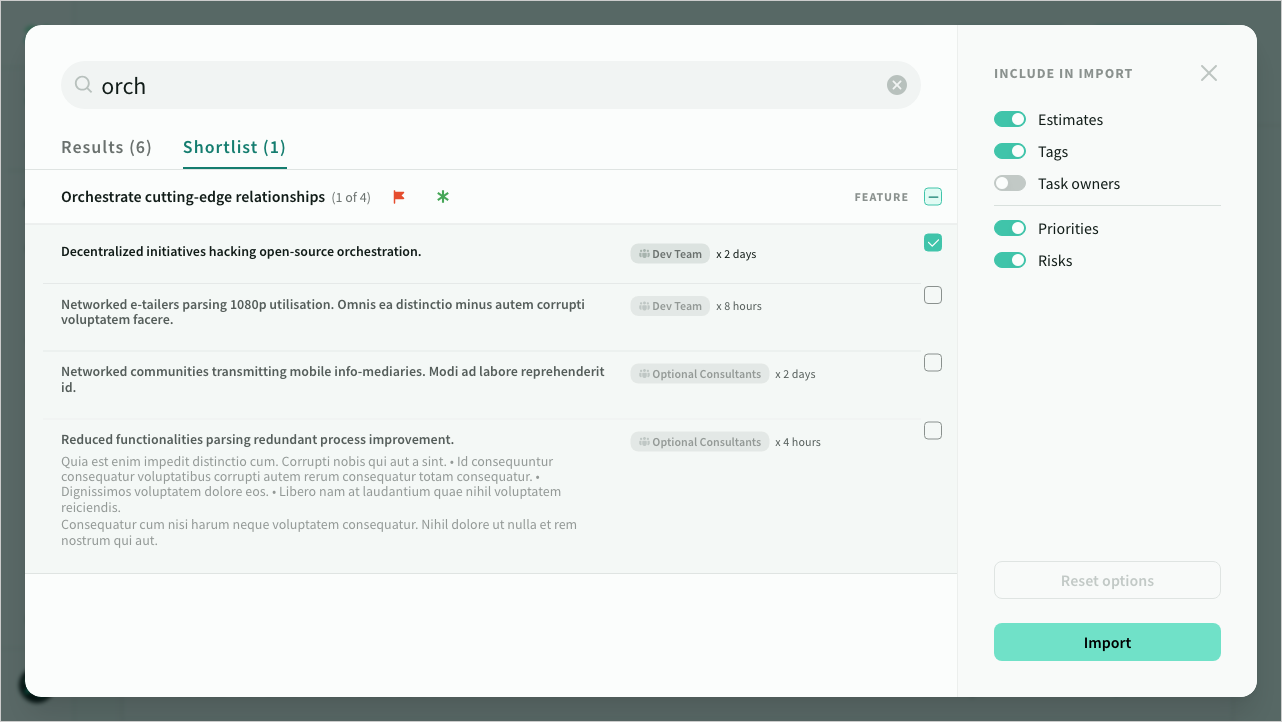 orch
Results (6)
Shortlist (1)
Orchestrate cutting-edge relationships (1 of 4)
FEATURE
Decentralized initiatives hacking open-source orchestration.
Dev Team x 2 days
Networked e-tailers parsing 1080p utilisation. Omnis ea distinctio minus autem corrupti
voluptatem facere.
Dev Team x 8 hours
Networked communities transmitting mobile info-mediaries. Modi ad labore reprehenderit
id.
Optional Consultants x 2 days
Reduced functionalities parsing redundant process improvement.
Optional Consultants x 4 hours
Quia est enim impedit distinctio cum. Corrupti nobis qui aut a sint. • Id consequuntur
consequatur voluptatibus corrupti autem rerum consequatur totam consequatur. •
Dignissimos voluptatem dolore eos. • Libero nam at laudantium quae nihil voluptatem
reiciendis.
Consequatur cum nisi harum neque voluptatem consequatur. Nihil dolore ut nulla et rem
nostrum qui aut.
INCLUDE IN IMPORT
Estimates
Tags
Task owners
Priorities
Risks
Reset options
Import